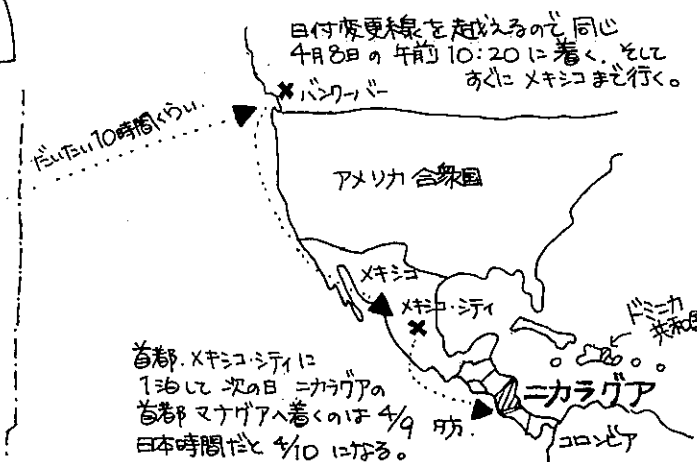 日付変更線を越えるので同じ
4月8日の午前10:20に着く。そして
すぐにメキシコまで行く。
バンクーバー
だいたい10時間くらい
アメリカ合衆国
メキシコ
メキシコ・シティ
ドミニカ
共和国
首都.メキシコ・シティに
1泊して次の日ニカラグアの
首都マナグアへ着くのは4/9 夕方.
日本時間だと4/10になる。
ニカラグア
コロンビア